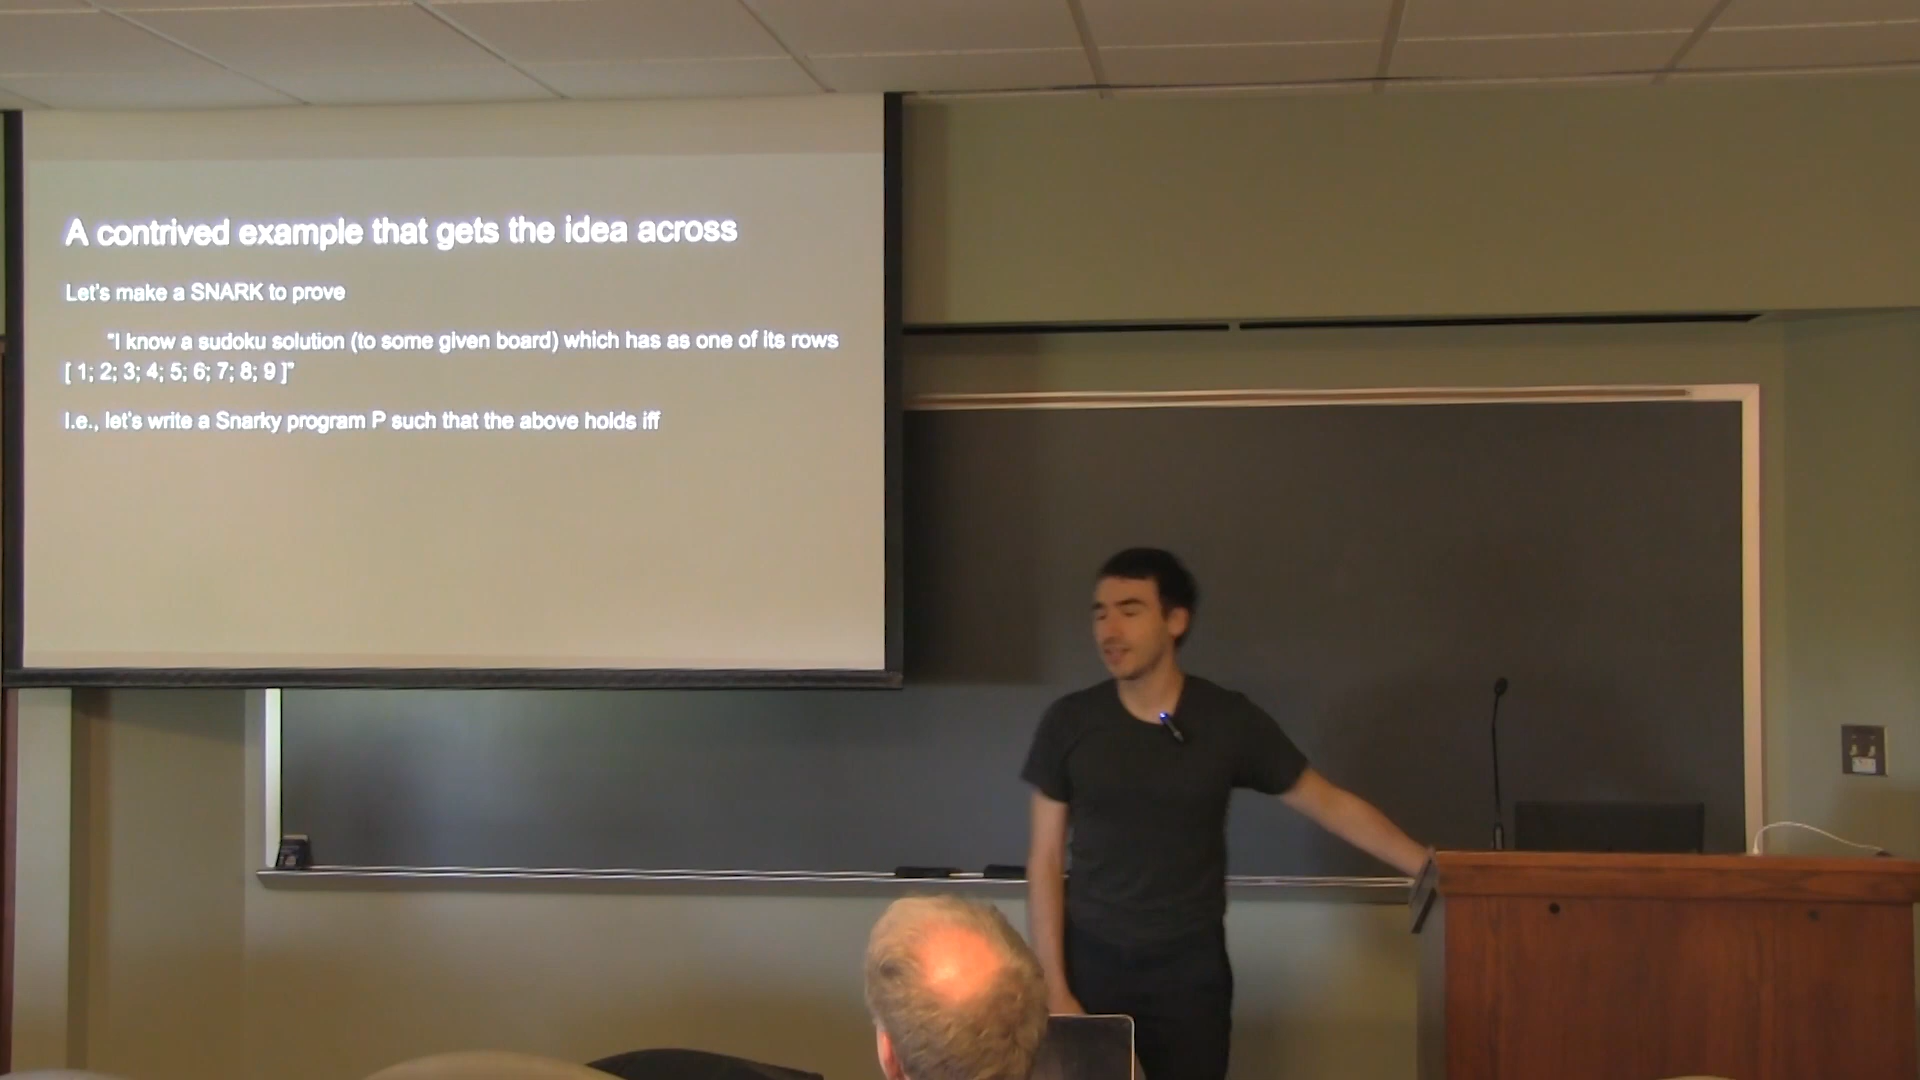 A contrived example that gets the idea across
Let's make a SNARK to prove
"I know a sudoku solution (to some given board) which has as one of its rows
[ 1; 2; 3; 4; 5; 6; 7; 8; 9 ]"
I.e., let's write a Snarky program P such that the above holds iff